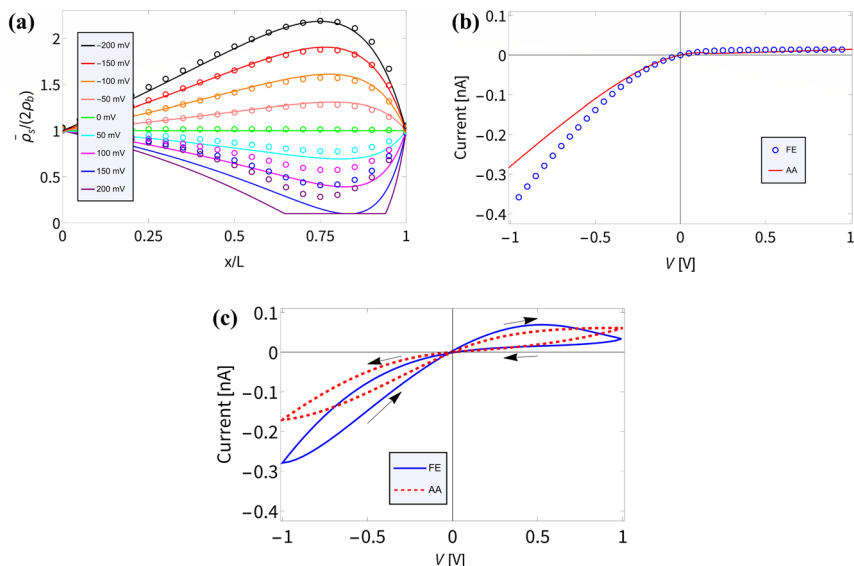 (a)
ρ̄s/(2ρb)
2
1.5
1
0.5
0
−200 mV
−150 mV
−100 mV
−50 mV
0 mV
50 mV
100 mV
150 mV
200 mV
0 0.25 0.50 0.75 1
x/L
(b)
Current [nA]
0.1
0
−0.1
−0.2
−0.3
−0.4
FE
AA
−1 −0.5 0 0.5 1
V [V]
(c)
Current [nA]
0.1
0
−0.1
−0.2
−0.3
−0.4
FE
AA
−1 −0.5 0 0.5 1
V [V]